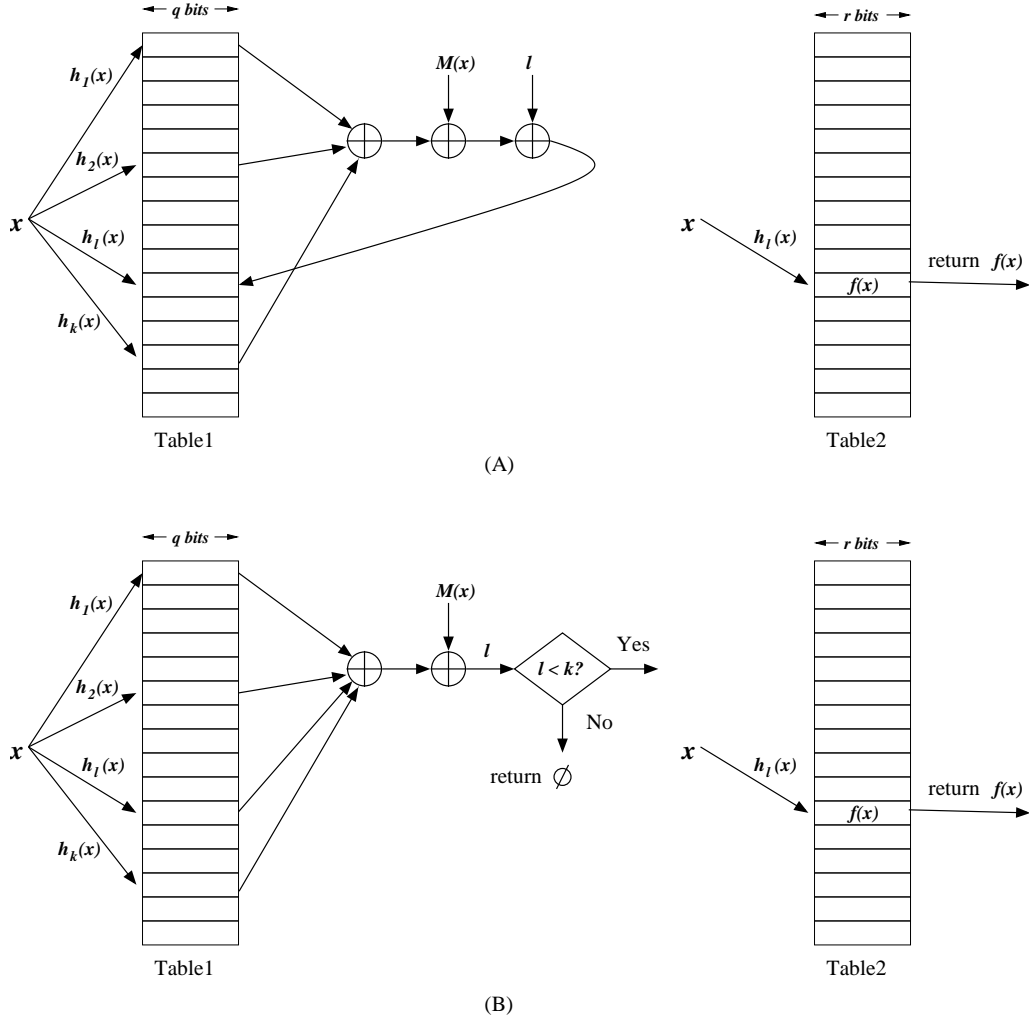 q bits
r bits
h1(x)
M(x)
l
h2(x)
x
hl(x)
hk(x)
x
hl(x)
f(x)
return f(x)
Table1
Table2
(A)
q bits
r bits
h1(x)
M(x)
l
l < k?
Yes
h2(x)
No
x
hl(x)
return ∅
hk(x)
x
hl(x)
f(x)
return f(x)
Table1
Table2
(B)